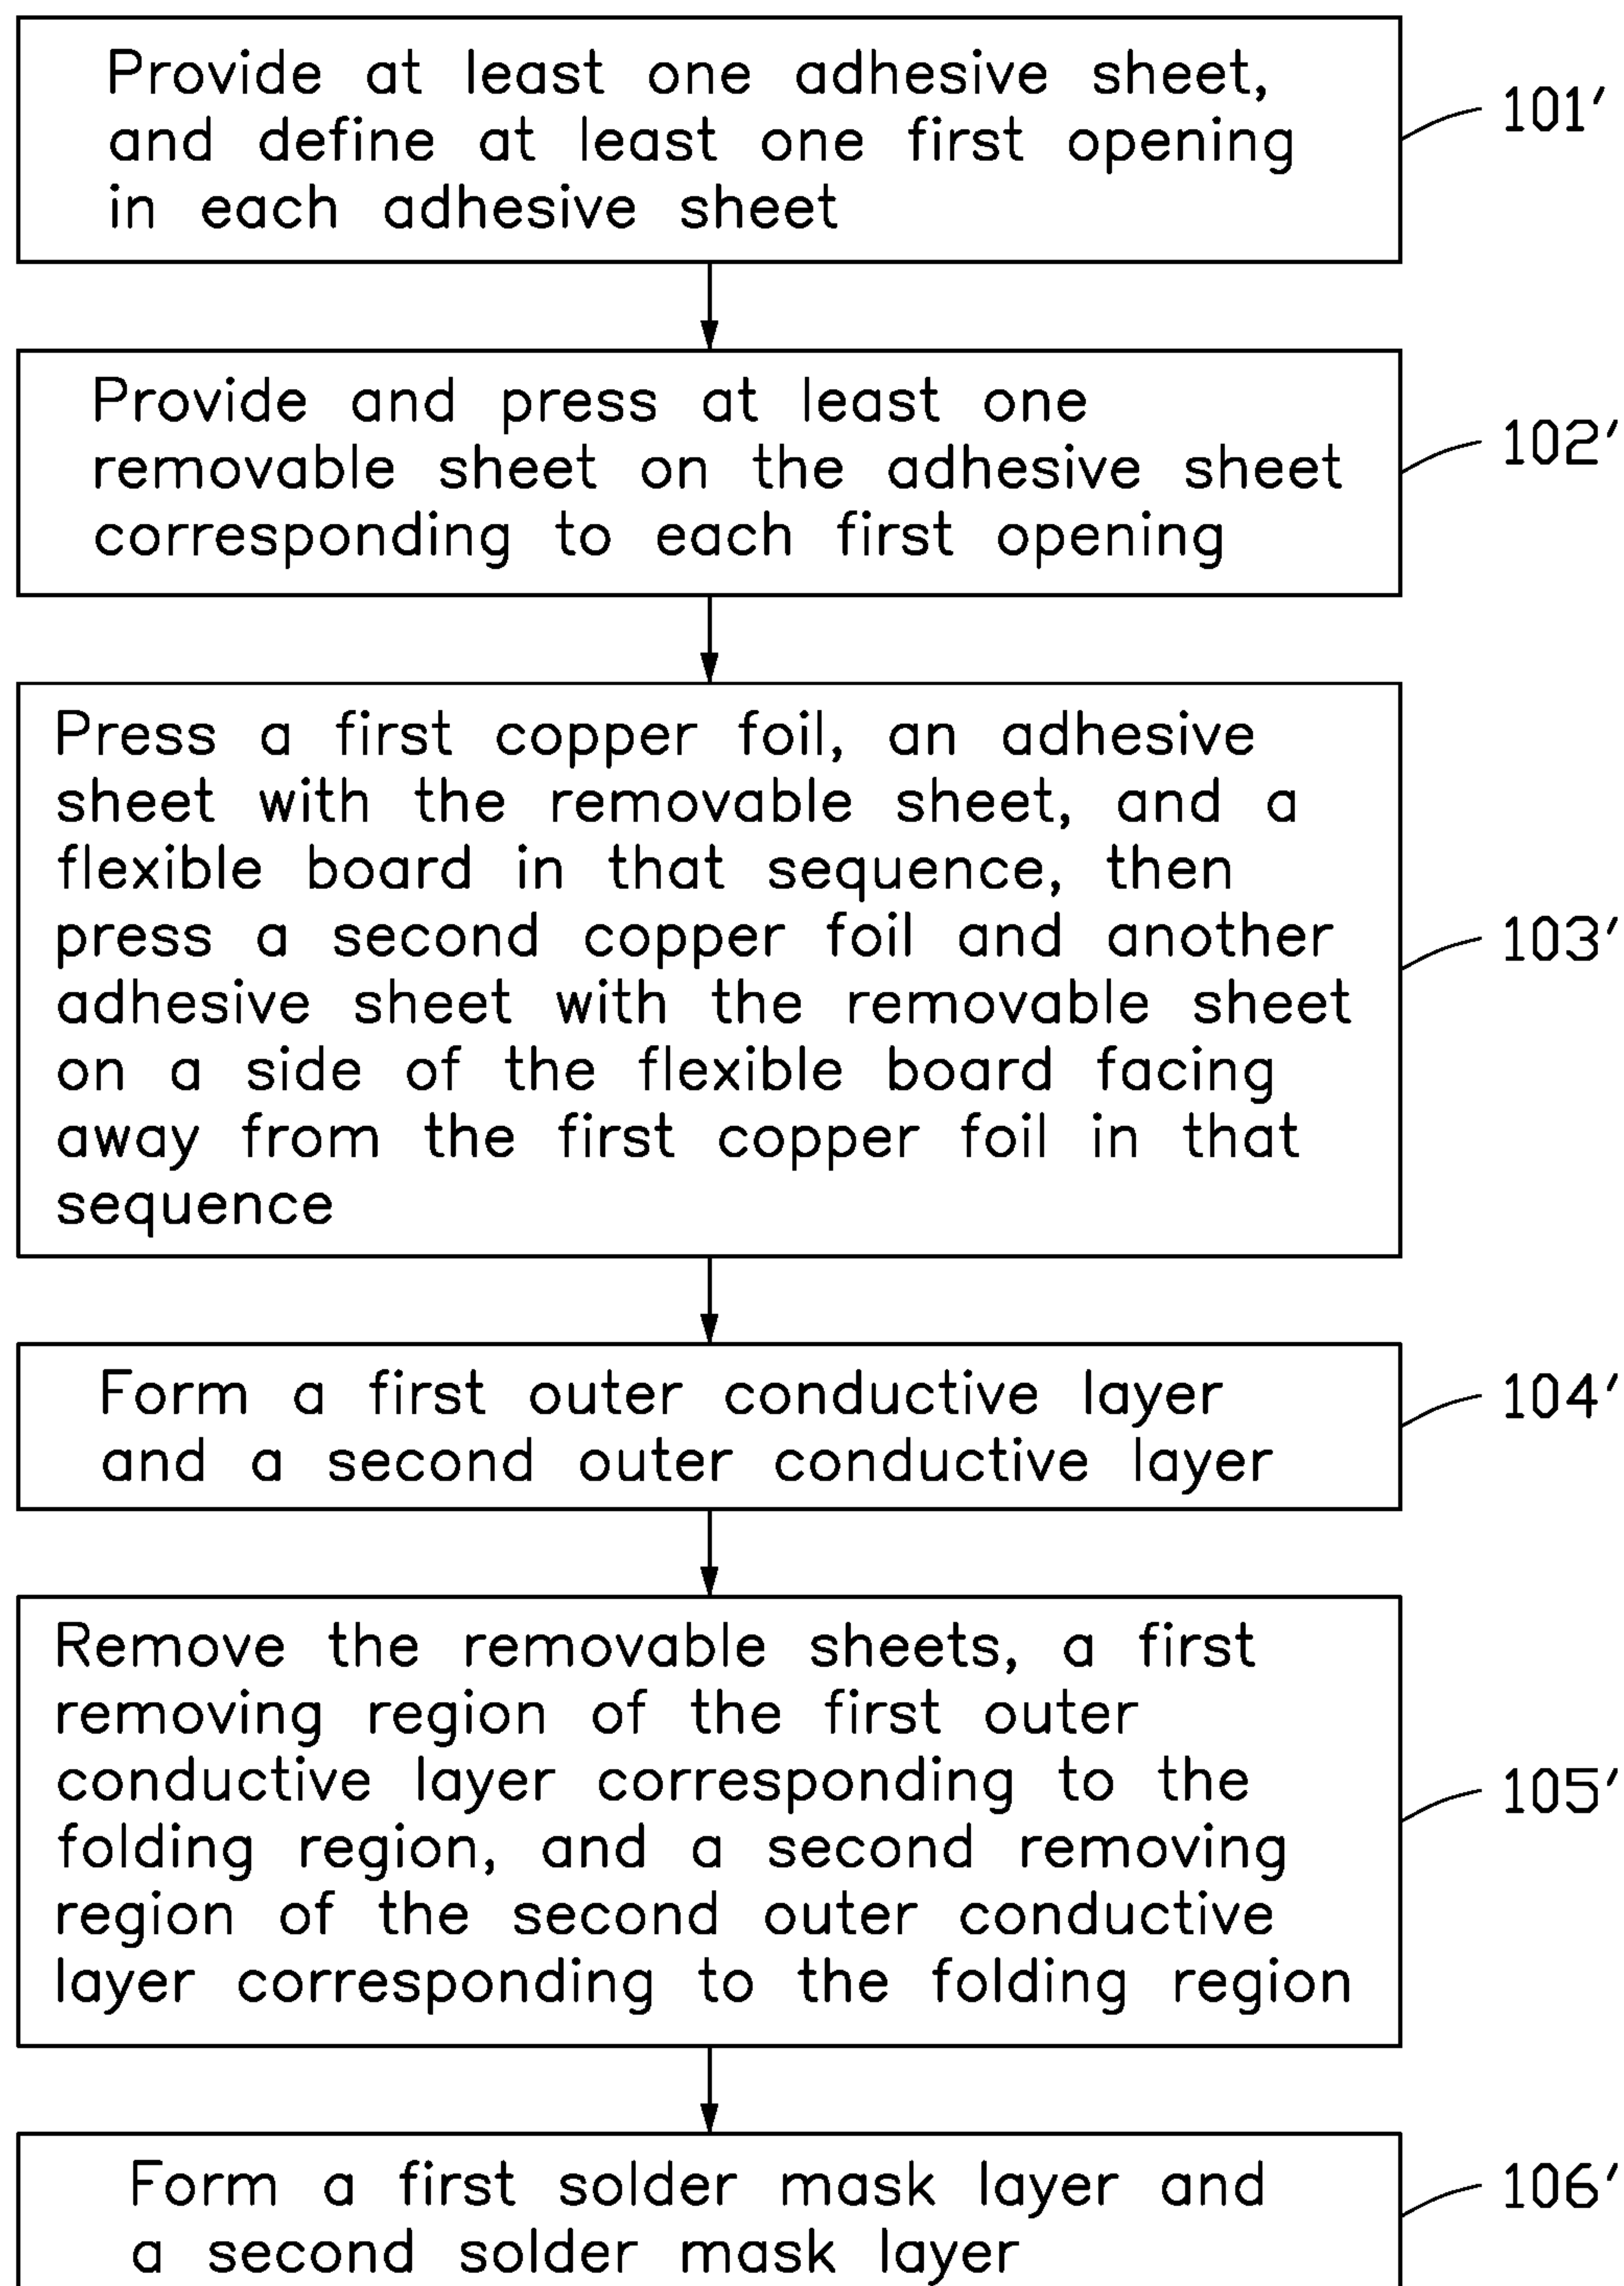 Provide at least one adhesive sheet,
and define at least one first opening
in each adhesive sheet
101'
Provide and press at least one
removable sheet on the adhesive sheet
corresponding to each first opening
102'
Press a first copper foil, an adhesive
sheet with the removable sheet, and a
flexible board in that sequence, then
press a second copper foil and another
adhesive sheet with the removable sheet
on a side of the flexible board facing
away from the first copper foil in that
sequence
103'
Form a first outer conductive layer
and a second outer conductive layer
104'
Remove the removable sheets, a first
removing region of the first outer
conductive layer corresponding to the
folding region, and a second removing
region of the second outer conductive
layer corresponding to the folding region
105'
Form a first solder mask layer and
a second solder mask layer
106'